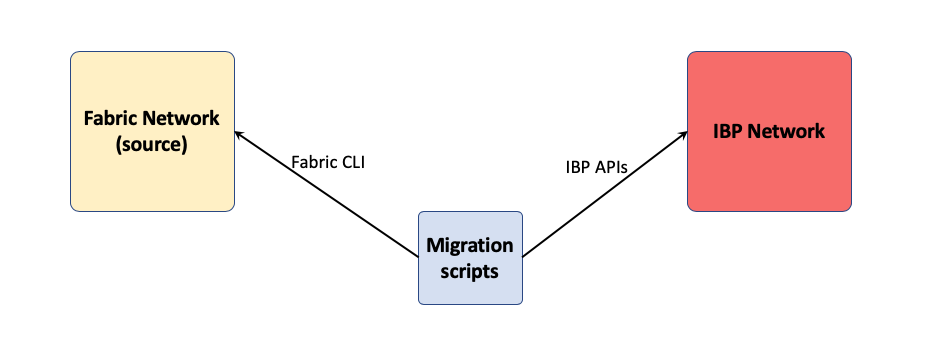 Fabric Network
(source)
IBP Network
Fabric CLI
IBP APIs
Migration
scripts